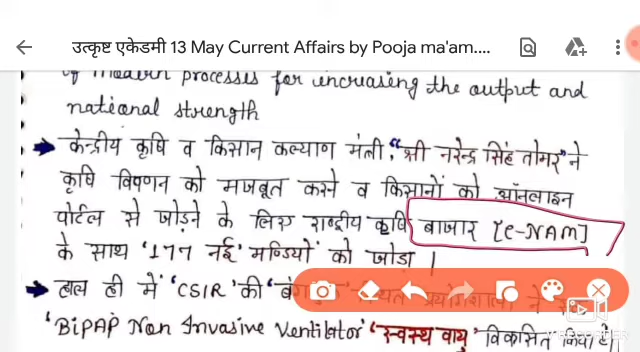 उत्कृष्ट एकेडमी 13 May Current Affairs by Pooja ma'am....
of modern processes for increasing the output and
national strength
केन्द्रीय कृषि व किसान कल्याण मंत्री, "श्री नरेन्द्र सिंह तोमर" ने
कृषि विपणन को मजबूत करने व किसानों को ऑनलाइन
पोर्टल से जोड़ने के लिए राष्ट्रीय कृषि बाजार [e-NAM]
के साथ '177 नई' मण्डियों को जोड़ा ।
हाल ही में 'CSIR' की
'BiPAP Non Invasive Ventilator' "स्वस्थ वायु" विकसित किया है।